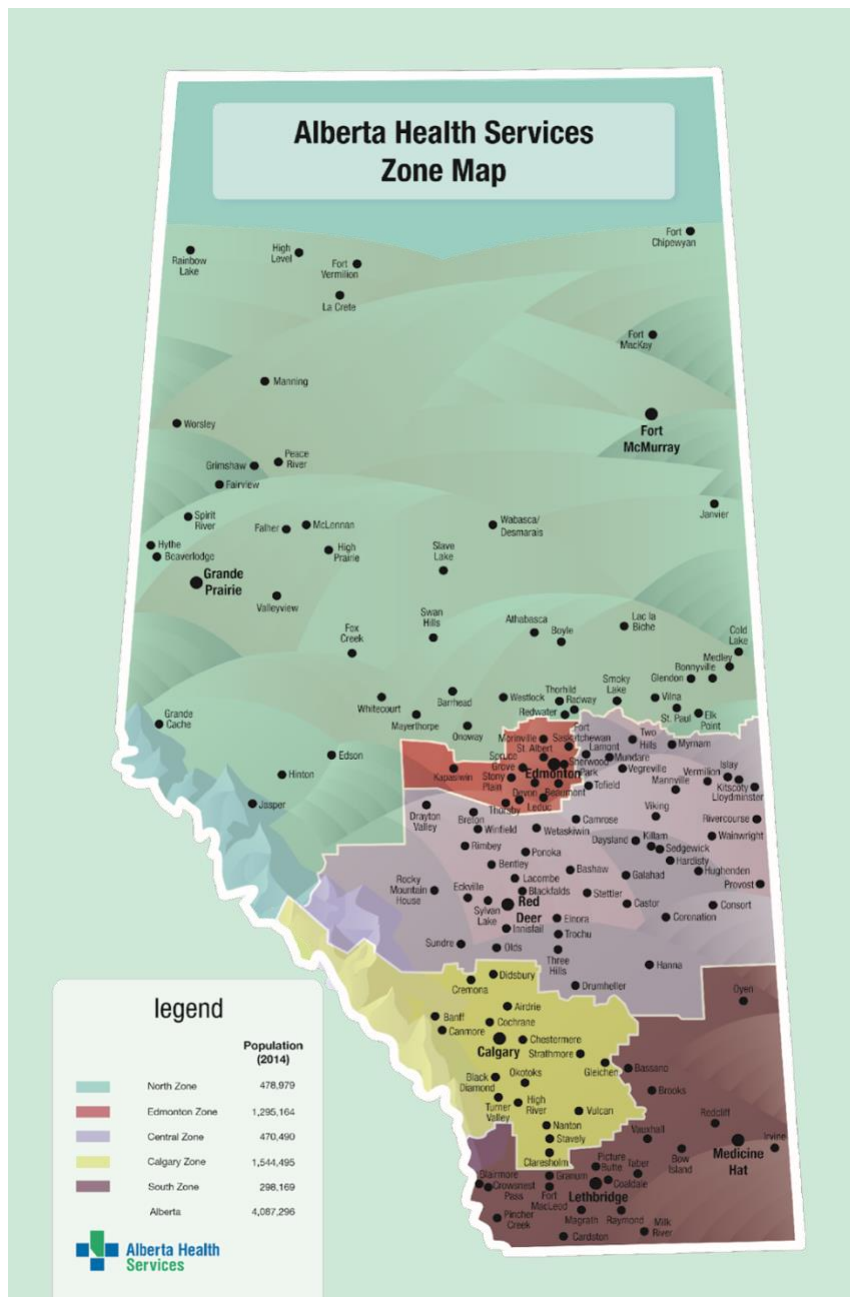 Alberta Health Services
Zone Map
Fort
Chipewyan
Rainbow
Lake
High
Level
Fort
Vermilion
La Crete
Fort
MacKay
Manning
Fort
McMurray
Worsley
Peace
River
Grimshaw
Fairview
Janvier
Spirit
River
Falher
McLennan
Wabasca/
Desmarais
Hythe
Beaverlodge
High
Prairie
Slave
Lake
Grande
Prairie
Valleyview
Fox
Creek
Swan
Hills
Athabasca
Boyle
Lac la
Biche
Cold
Lake
Medley
Bonnyville
Glendon
Smoky
Lake
Vilna
St. Paul
Elk
Point
Whitecourt
Mayerthorpe
Barrhead
Westlock
Thorhild
Radway
Redwater
Onoway
Grande
Cache
Edson
Hinton
Jasper
Morinville
Fort
Saskatchewan
St. Albert
Spruce
Grove
Sherwood
Park
Kapasiwin
Stony
Plain
Edmonton
Devon
Beaumont
Thorsby
Leduc
Lamont
Two
Hills
Myrnam
Mundare
Vegreville
Tofield
Mannville
Vermilion
Islay
Kitscoty
Lloydminster
Drayton
Valley
Breton
Winfield
Wetaskiwin
Camrose
Viking
Rivercourse
Daysland
Killam
Sedgewick
Wainwright
Hardisty
Hughenden
Rimbey
Ponoka
Bentley
Bashaw
Galahad
Provost
Rocky
Mountain
House
Eckville
Lacombe
Blackfalds
Stettler
Castor
Consort
Coronation
Sylvan
Lake
Red
Deer
Innisfail
Elnora
Trochu
Sundre
Olds
Three
Hills
Hanna
Didsbury
Cremona
Drumheller
Oyen
Airdrie
Banff
Cochrane
Canmore
Calgary
Chestermere
Strathmore
Gleichen
Bassano
Black
Diamond
Okotoks
Brooks
Turner
Valley
High
River
Vulcan
Redcliff
Nanton
Stavely
Vauxhall
Medicine
Hat
Irvine
Claresholm
Picture
Butte
Taber
Bow
Island
Blairmore
Crowsnest
Pass
Granum
Coaldale
Fort
MacLeod
Lethbridge
Pincher
Creek
Magrath
Raymond
Milk
River
Cardston
legend
Population
(2014)
North Zone 478,979
Edmonton Zone 1,295,164
Central Zone 470,490
Calgary Zone 1,544,495
South Zone 298,169
Alberta 4,087,296
Alberta Health
Services